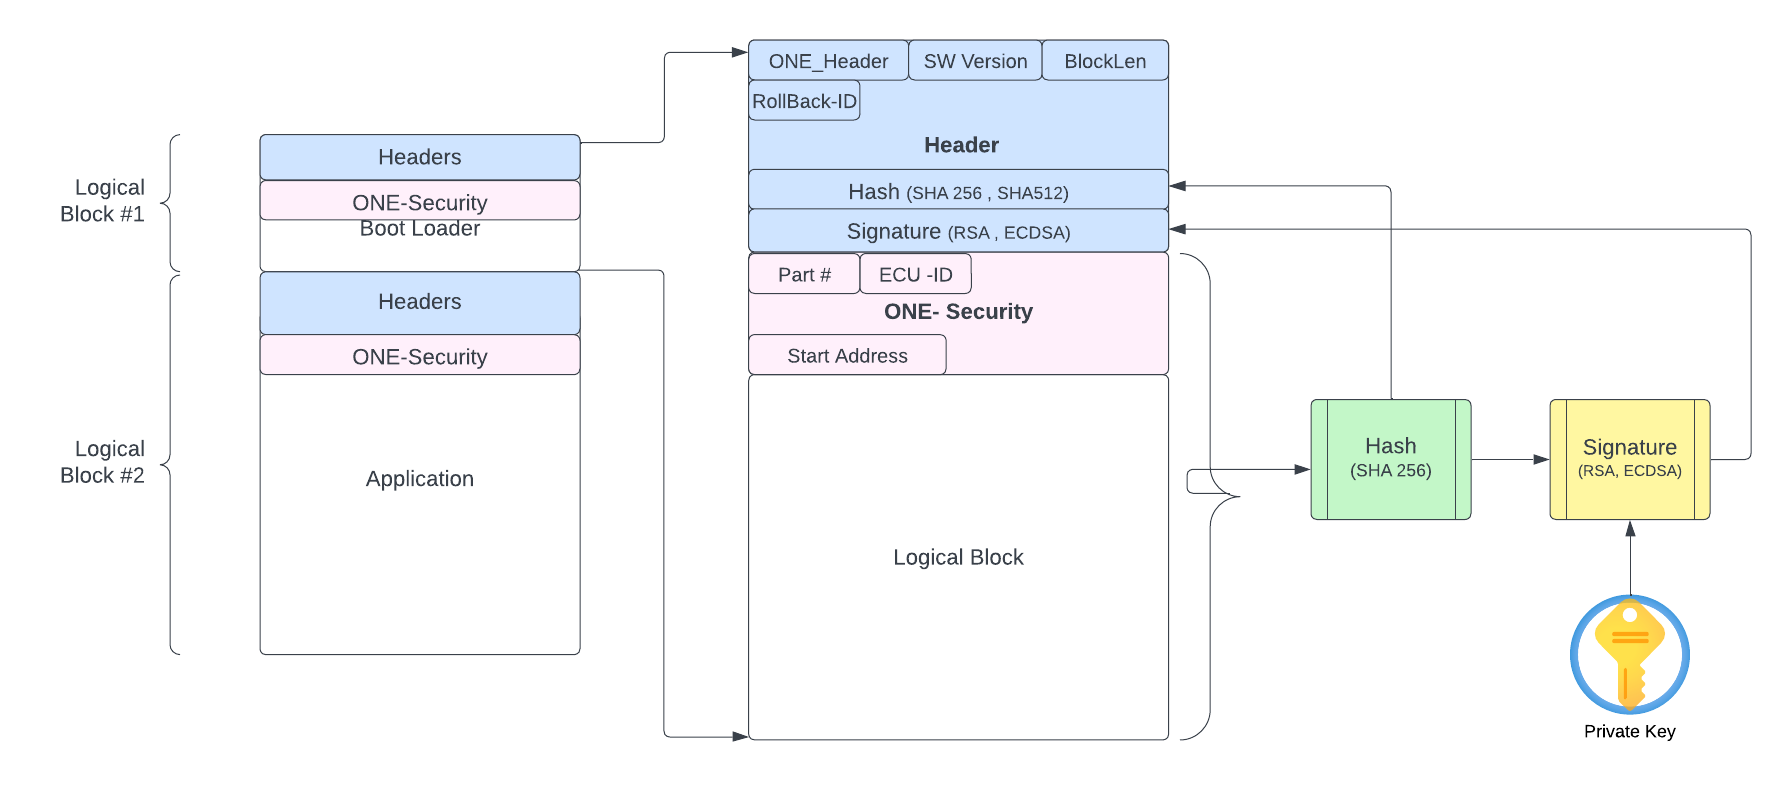 Logical
Block #1
Headers
ONE-Security
Boot Loader
Logical
Block #2
Headers
ONE-Security
Application
ONE_Header
SW Version
BlockLen
RollBack-ID
Header
Hash (SHA 256 , SHA512)
Signature (RSA , ECDSA)
Part #
ECU -ID
ONE- Security
Start Address
Logical Block
Hash
(SHA 256)
Signature
(RSA, ECDSA)
Private Key